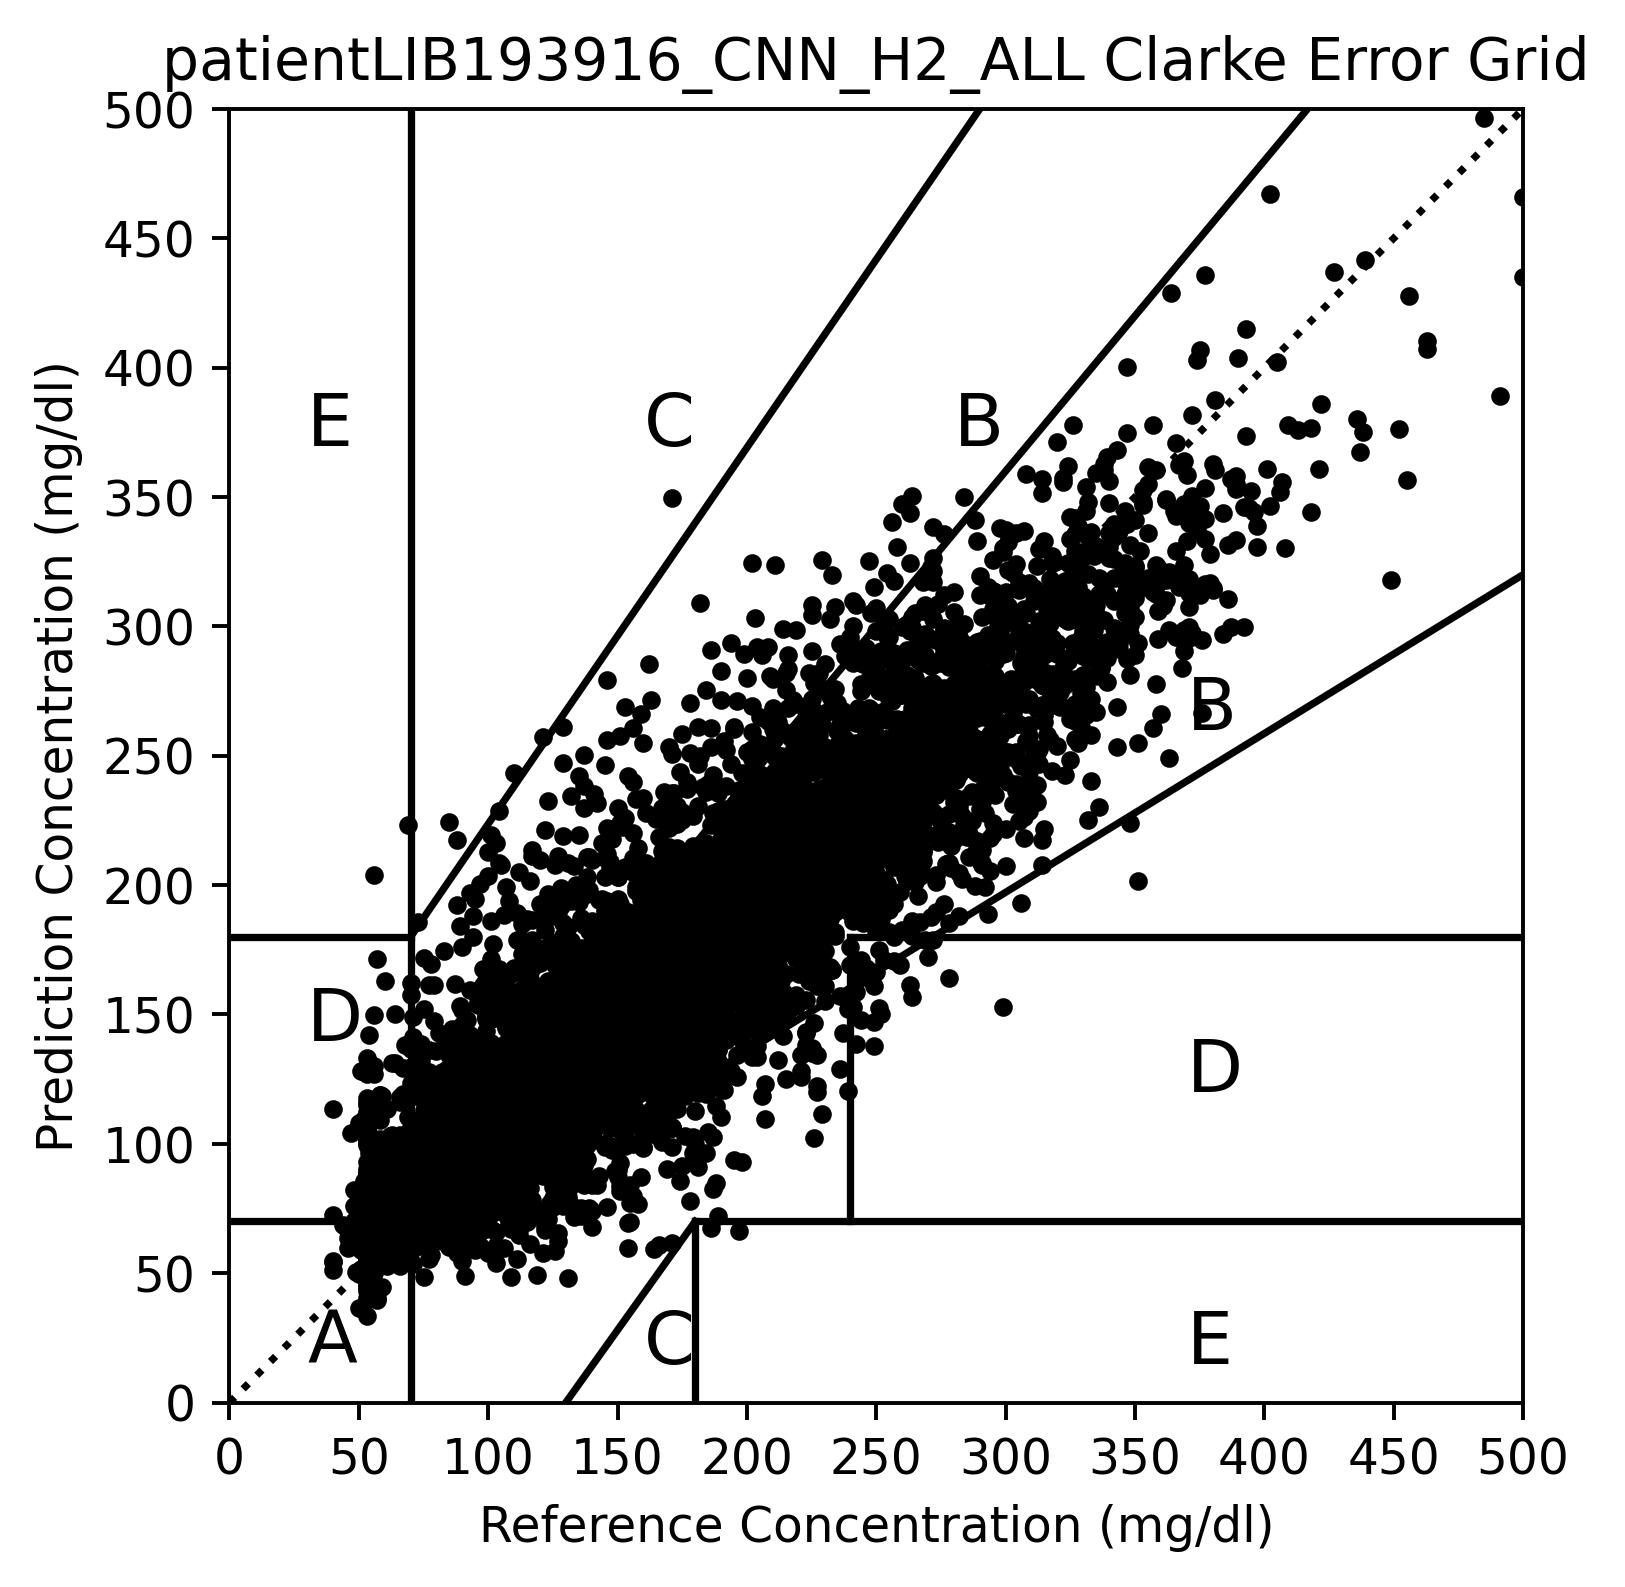 patientLIB193916_CNN_H2_ALL Clarke Error Grid
500
450
400
350
300
250
200
150
100
50
0
Prediction Concentration (mg/dl)
E
C
B
B
D
D
A
C
E
0 50 100 150 200 250 300 350 400 450 500
Reference Concentration (mg/dl)